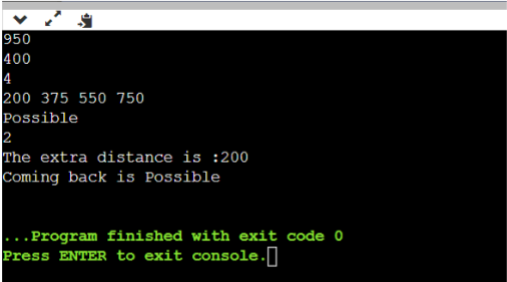 950
400
4
200 375 550 750
Possible
2
The extra distance is :200
Coming back is Possible
...Program finished with exit code 0
Press ENTER to exit console.